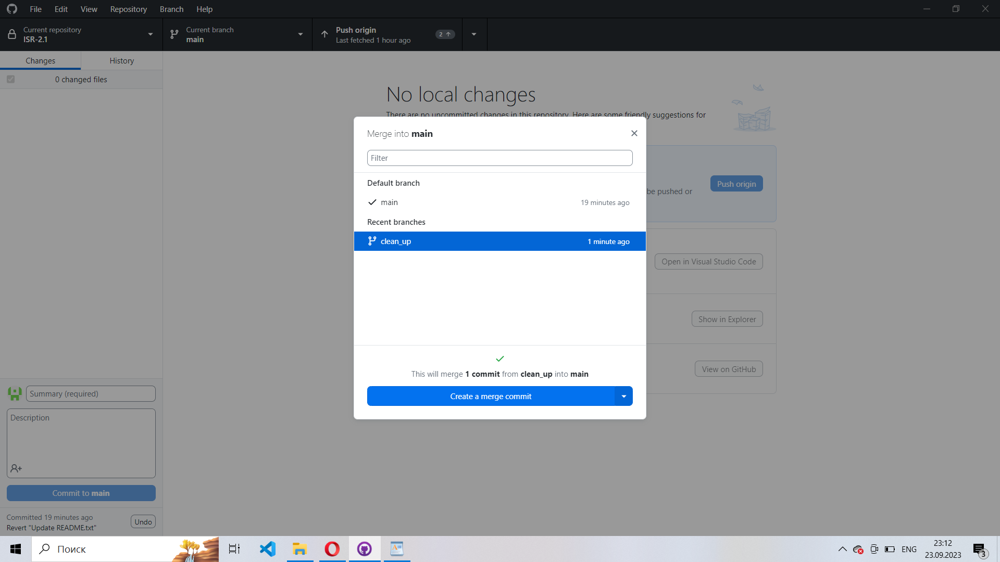 File Edit View Repository Branch Help
Current repository
ISR-2.1
Current branch
main
Push origin
Last fetched 1 hour ago
2
Changes
History
0 changed files
No local changes
There are no uncommitted changes in this repository. Here are some friendly suggestions for
Merge into main
Filter
Default branch
main
19 minutes ago
Recent branches
clean_up
1 minute ago
This will merge 1 commit from clean_up into main
Create a merge commit
Push origin
be pushed or
Open in Visual Studio Code
Show in Explorer
View on GitHub
Summary (required)
Description
Commit to main
Committed 19 minutes ago
Revert "Update README.txt"
Undo
Поиск
ENG
23:12
23.09.2023
3